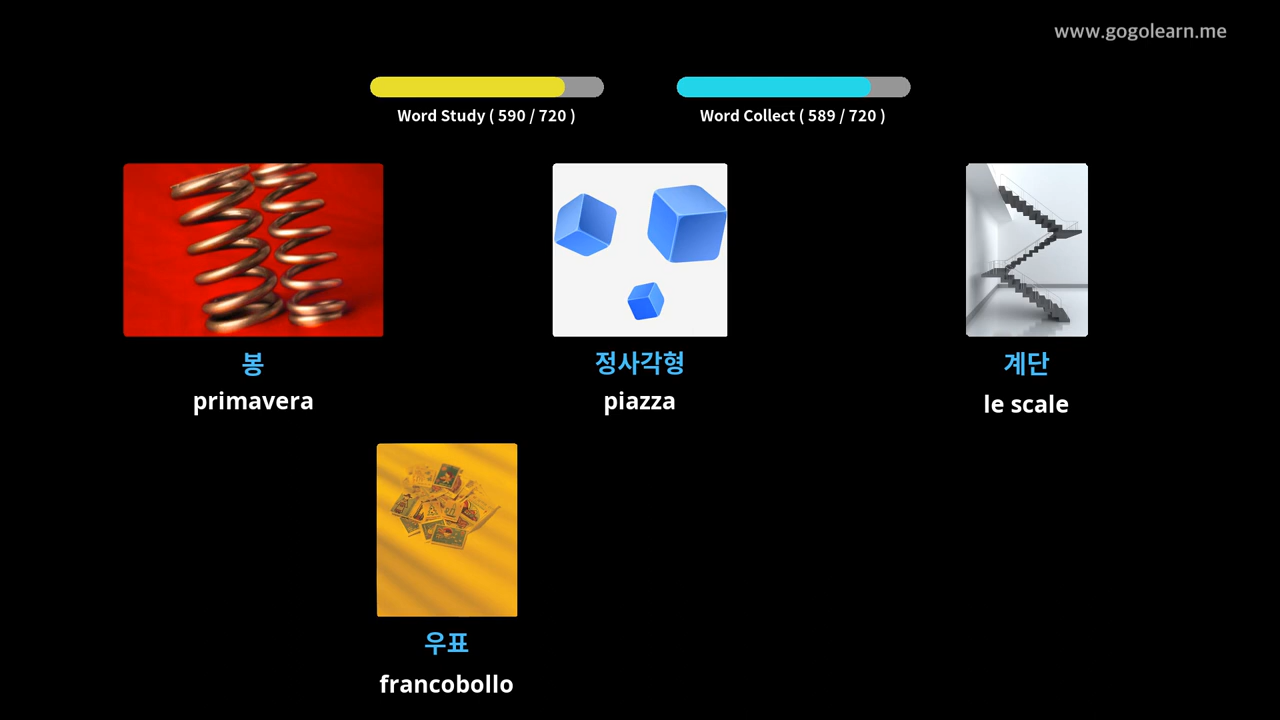 www.gogolearn.me
Word Study ( 590 / 720 )
Word Collect ( 589 / 720 )
봉
primavera
정사각형
piazza
계단
le scale
우표
francobollo